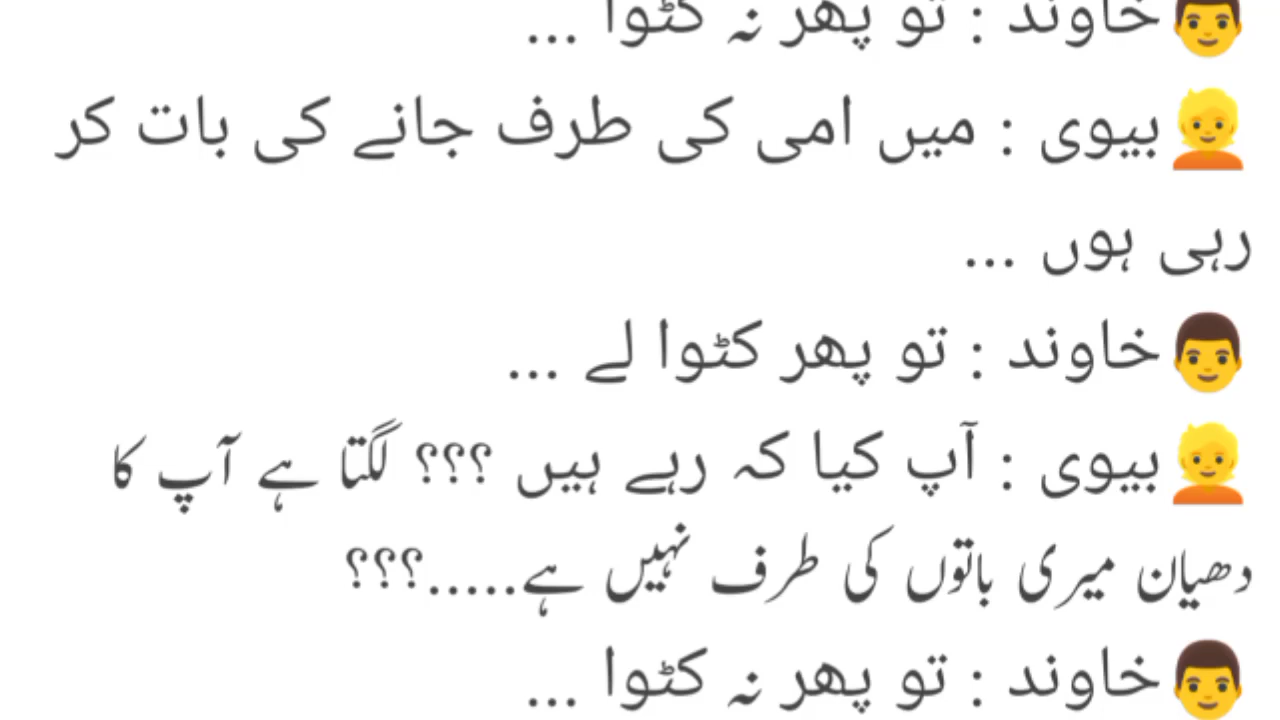 👨خاوند : تو پھر نہ کٹوا ...
👱بیوی : میں امی کی طرف جانے کی بات کر
رہی ہوں ...
👨خاوند : تو پھر کٹوا لے ...
👱بیوی : آپ کیا کہ رہے ہیں ؟؟؟ لگتا ہے آپ کا
دھیان میری باتوں کی طرف نہیں ہے.....؟؟؟
👨خاوند : تو پھر نہ کٹوا ...